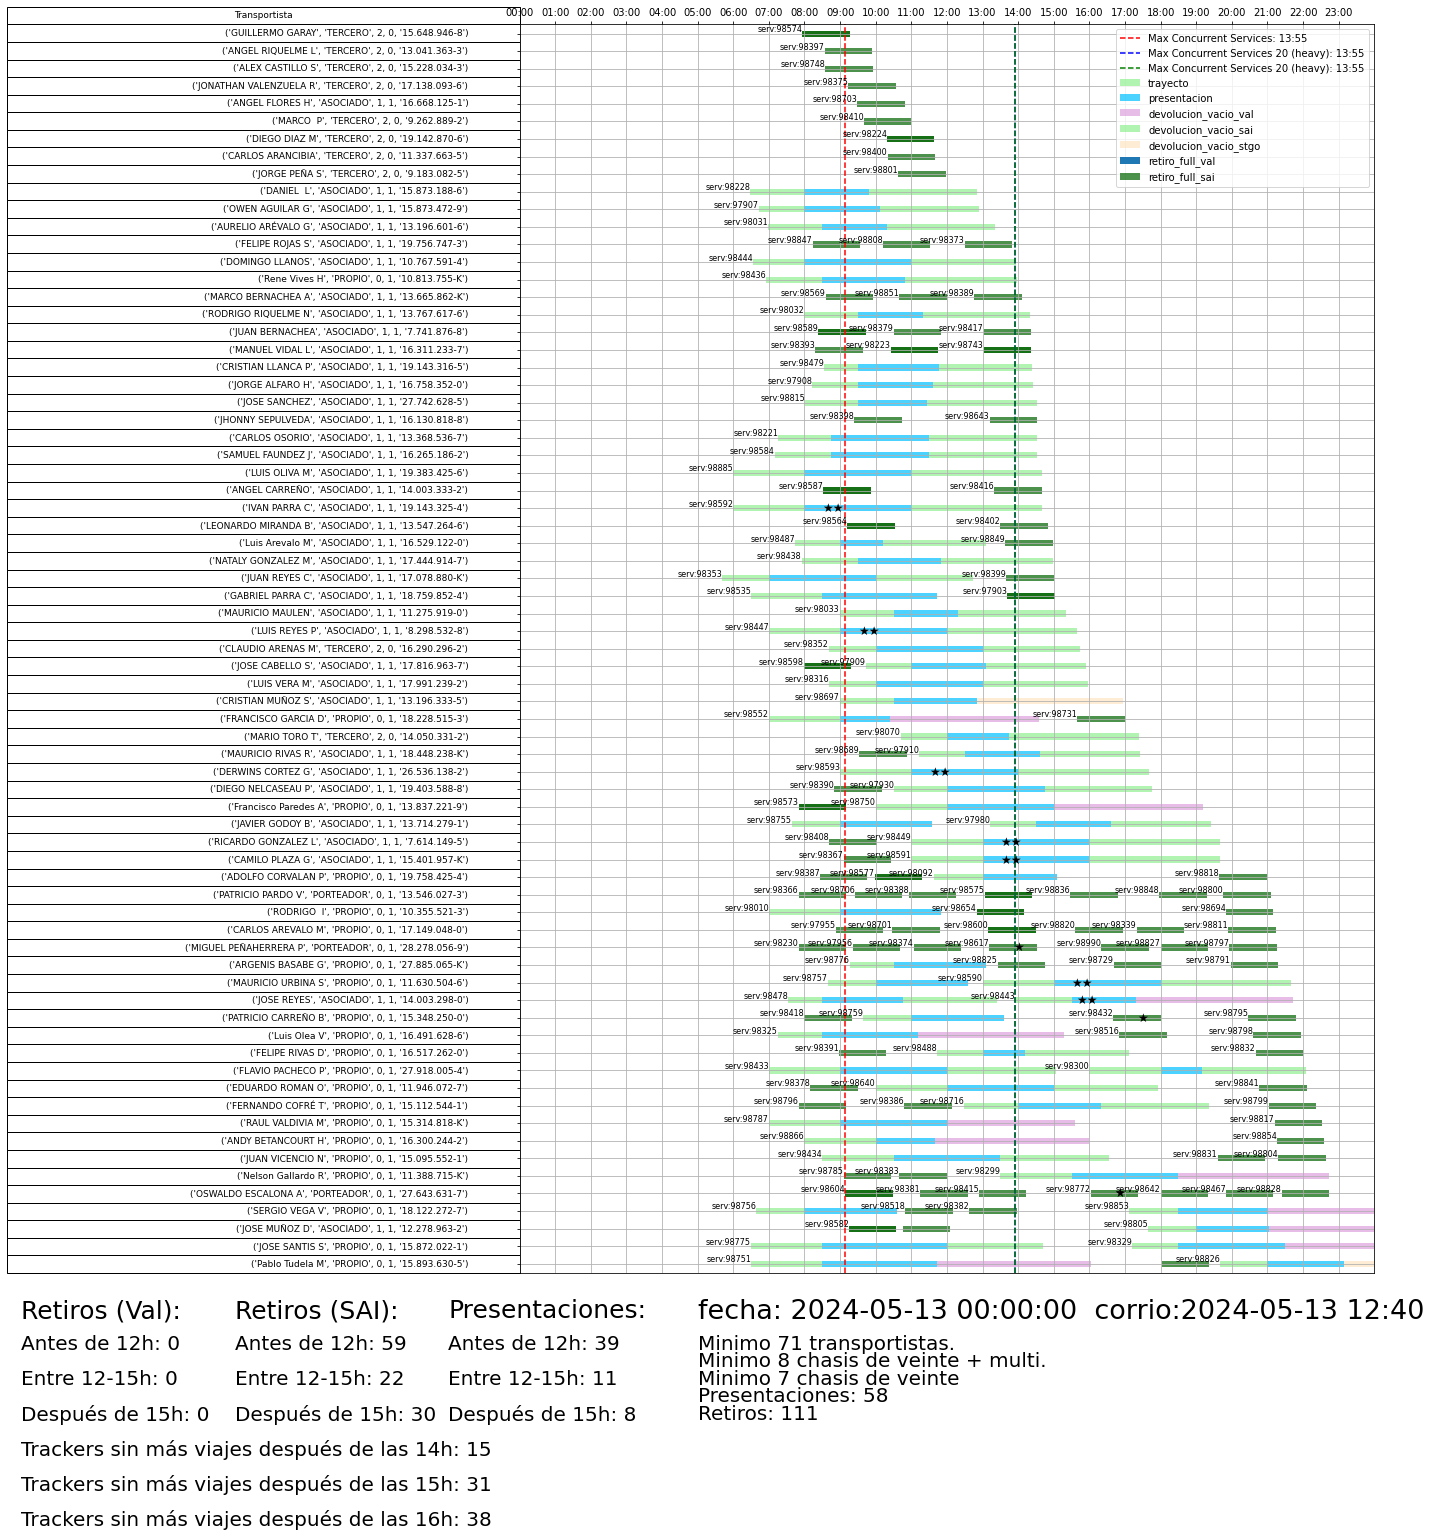 Transportista
00:00 01:00 02:00 03:00 04:00 05:00 06:00 07:00 08:00 09:00 10:00 11:00 12:00 13:00 14:00 15:00 16:00 17:00 18:00 19:00 20:00 21:00 22:00 23:00
Max Concurrent Services: 13:55
Max Concurrent Services 20 (heavy): 13:55
Max Concurrent Services 20 (heavy): 13:55
trayecto
presentacion
devolucion_vacio_val
devolucion_vacio_sai
devolucion_vacio_stgo
retiro_full_val
retiro_full_sai
('GUILLERMO GARAY', 'TERCERO', 2, 0, '15.648.946-8') serv:98574
('ANGEL RIQUELME L', 'TERCERO', 2, 0, '13.041.363-3') serv:98397
('ALEX CASTILLO S', 'TERCERO', 2, 0, '15.228.034-3') serv:98748
('JONATHAN VALENZUELA R', 'TERCERO', 2, 0, '17.138.093-6') serv:98375
('ANGEL FLORES H', 'ASOCIADO', 1, 1, '16.668.125-1') serv:98703
('MARCO  P', 'TERCERO', 2, 0, '9.262.889-2') serv:98410
('DIEGO DIAZ M', 'TERCERO', 2, 0, '19.142.870-6') serv:98224
('CARLOS ARANCIBIA', 'TERCERO', 2, 0, '11.337.663-5') serv:98400
('JORGE PEÑA S', 'TERCERO', 2, 0, '9.183.082-5') serv:98801
('DANIEL  L', 'ASOCIADO', 1, 1, '15.873.188-6') serv:98228
('OWEN AGUILAR G', 'ASOCIADO', 1, 1, '15.873.472-9') serv:97907
('AURELIO ARÉVALO G', 'ASOCIADO', 1, 1, '13.196.601-6') serv:98031
('FELIPE ROJAS S', 'ASOCIADO', 1, 1, '19.756.747-3') serv:98847 serv:98808 serv:98373
('DOMINGO LLANOS', 'ASOCIADO', 1, 1, '10.767.591-4') serv:98444
('Rene Vives H', 'PROPIO', 0, 1, '10.813.755-K') serv:98436
('MARCO BERNACHEA A', 'ASOCIADO', 1, 1, '13.665.862-K') serv:98569 serv:98851 serv:98389
('RODRIGO RIQUELME N', 'ASOCIADO', 1, 1, '13.767.617-6') serv:98032
('JUAN BERNACHEA', 'ASOCIADO', 1, 1, '7.741.876-8') serv:98589 serv:98379 serv:98417
('MANUEL VIDAL L', 'ASOCIADO', 1, 1, '16.311.233-7') serv:98393 serv:98223 serv:98743
('CRISTIAN LLANCA P', 'ASOCIADO', 1, 1, '19.143.316-5') serv:98479
('JORGE ALFARO H', 'ASOCIADO', 1, 1, '16.758.352-0') serv:97908
('JOSE SANCHEZ', 'ASOCIADO', 1, 1, '27.742.628-5') serv:98815
('JHONNY SEPULVEDA', 'ASOCIADO', 1, 1, '16.130.818-8') serv:98398 serv:98643
('CARLOS OSORIO', 'ASOCIADO', 1, 1, '13.368.536-7') serv:98221
('SAMUEL FAUNDEZ J', 'ASOCIADO', 1, 1, '16.265.186-2') serv:98584
('LUIS OLIVA M', 'ASOCIADO', 1, 1, '19.383.425-6') serv:98885
('ANGEL CARREÑO', 'ASOCIADO', 1, 1, '14.003.333-2') serv:98587 serv:98416
('IVAN PARRA C', 'ASOCIADO', 1, 1, '19.143.325-4') serv:98592
('LEONARDO MIRANDA B', 'ASOCIADO', 1, 1, '13.547.264-6') serv:98564 serv:98402
('Luis Arevalo M', 'ASOCIADO', 1, 1, '16.529.122-0') serv:98487 serv:98849
('NATALY GONZALEZ M', 'ASOCIADO', 1, 1, '17.444.914-7') serv:98438
('JUAN REYES C', 'ASOCIADO', 1, 1, '17.078.880-K') serv:98353 serv:98399
('GABRIEL PARRA C', 'ASOCIADO', 1, 1, '18.759.852-4') serv:98535 serv:97903
('MAURICIO MAULEN', 'ASOCIADO', 1, 1, '11.275.919-0') serv:98033
('LUIS REYES P', 'ASOCIADO', 1, 1, '8.298.532-8') serv:98447
('CLAUDIO ARENAS M', 'TERCERO', 2, 0, '16.290.296-2') serv:98352
('JOSE CABELLO S', 'ASOCIADO', 1, 1, '17.816.963-7') serv:98598 serv:97909
('LUIS VERA M', 'ASOCIADO', 1, 1, '17.991.239-2') serv:98316
('CRISTIAN MUÑOZ S', 'ASOCIADO', 1, 1, '13.196.333-5') serv:98697
('FRANCISCO GARCIA D', 'PROPIO', 0, 1, '18.228.515-3') serv:98552 serv:98731
('MARIO TORO T', 'TERCERO', 2, 0, '14.050.331-2') serv:98070
('MAURICIO RIVAS R', 'ASOCIADO', 1, 1, '18.448.238-K') serv:98689 serv:97910
('DERWINS CORTEZ G', 'ASOCIADO', 1, 1, '26.536.138-2') serv:98593
('DIEGO NELCASEAU P', 'ASOCIADO', 1, 1, '19.403.588-8') serv:98390 serv:97930
('Francisco Paredes A', 'PROPIO', 0, 1, '13.837.221-9') serv:98573 serv:98750
('JAVIER GODOY B', 'ASOCIADO', 1, 1, '13.714.279-1') serv:98755 serv:97980
('RICARDO GONZALEZ L', 'ASOCIADO', 1, 1, '7.614.149-5') serv:98408 serv:98449
('CAMILO PLAZA G', 'ASOCIADO', 1, 1, '15.401.957-K') serv:98367 serv:98591
('ADOLFO CORVALAN P', 'PROPIO', 0, 1, '19.758.425-4') serv:98387 serv:98577 serv:98092 serv:98818
('PATRICIO PARDO V', 'PORTEADOR', 0, 1, '13.546.027-3') serv:98366 serv:98706 serv:98388 serv:98575 serv:98836 serv:98848 serv:98800
('RODRIGO  I', 'PROPIO', 0, 1, '10.355.521-3') serv:98010 serv:98654 serv:98694
('CARLOS AREVALO M', 'PROPIO', 0, 1, '17.149.048-0') serv:97955 serv:98701 serv:98600 serv:98820 serv:98339 serv:98811
('MIGUEL PEÑAHERRERA P', 'PORTEADOR', 0, 1, '28.278.056-9') serv:98230 serv:97956 serv:98374 serv:98617 serv:98990 serv:98827 serv:98797
('ARGENIS BASABE G', 'PROPIO', 0, 1, '27.885.065-K') serv:98776 serv:98825 serv:98729 serv:98791
('MAURICIO URBINA S', 'PROPIO', 0, 1, '11.630.504-6') serv:98757 serv:98590
('JOSE REYES', 'ASOCIADO', 1, 1, '14.003.298-0') serv:98478 serv:98443
('PATRICIO CARREÑO B', 'PROPIO', 0, 1, '15.348.250-0') serv:98418 serv:98759 serv:98432 serv:98795
('Luis Olea V', 'PROPIO', 0, 1, '16.491.628-6') serv:98325 serv:98516 serv:98798
('FELIPE RIVAS D', 'PROPIO', 0, 1, '16.517.262-0') serv:98391 serv:98488 serv:98832
('FLAVIO PACHECO P', 'PROPIO', 0, 1, '27.918.005-4') serv:98433 serv:98300
('EDUARDO ROMAN O', 'PROPIO', 0, 1, '11.946.072-7') serv:98378 serv:98640 serv:98841
('FERNANDO COFRÉ T', 'PROPIO', 0, 1, '15.112.544-1') serv:98796 serv:98386 serv:98716 serv:98799
('RAUL VALDIVIA M', 'PROPIO', 0, 1, '15.314.818-K') serv:98787 serv:98817
('ANDY BETANCOURT H', 'PROPIO', 0, 1, '16.300.244-2') serv:98866 serv:98854
('JUAN VICENCIO N', 'PROPIO', 0, 1, '15.095.552-1') serv:98434 serv:98831 serv:98804
('Nelson Gallardo R', 'PROPIO', 0, 1, '11.388.715-K') serv:98785 serv:98383 serv:98299
('OSWALDO ESCALONA A', 'PORTEADOR', 0, 1, '27.643.631-7') serv:98604 serv:98381 serv:98415 serv:98772 serv:98642 serv:98467 serv:98828
('SERGIO VEGA V', 'PROPIO', 0, 1, '18.122.272-7') serv:98756 serv:98518 serv:98382 serv:98853
('JOSE MUÑOZ D', 'ASOCIADO', 1, 1, '12.278.963-2') serv:98582 serv:98805
('JOSE SANTIS S', 'PROPIO', 0, 1, '15.872.022-1') serv:98775 serv:98329
('Pablo Tudela M', 'PROPIO', 0, 1, '15.893.630-5') serv:98751 serv:98826
Retiros (Val): Retiros (SAI): Presentaciones: fecha: 2024-05-13 00:00:00  corrio:2024-05-13 12:40
Antes de 12h: 0 Antes de 12h: 59 Antes de 12h: 39 Minimo 71 transportistas.
Minimo 8 chasis de veinte + multi.
Entre 12-15h: 0 Entre 12-15h: 22 Entre 12-15h: 11 Minimo 7 chasis de veinte
Presentaciones: 58
Después de 15h: 0 Después de 15h: 30 Después de 15h: 8 Retiros: 111
Trackers sin más viajes después de las 14h: 15
Trackers sin más viajes después de las 15h: 31
Trackers sin más viajes después de las 16h: 38